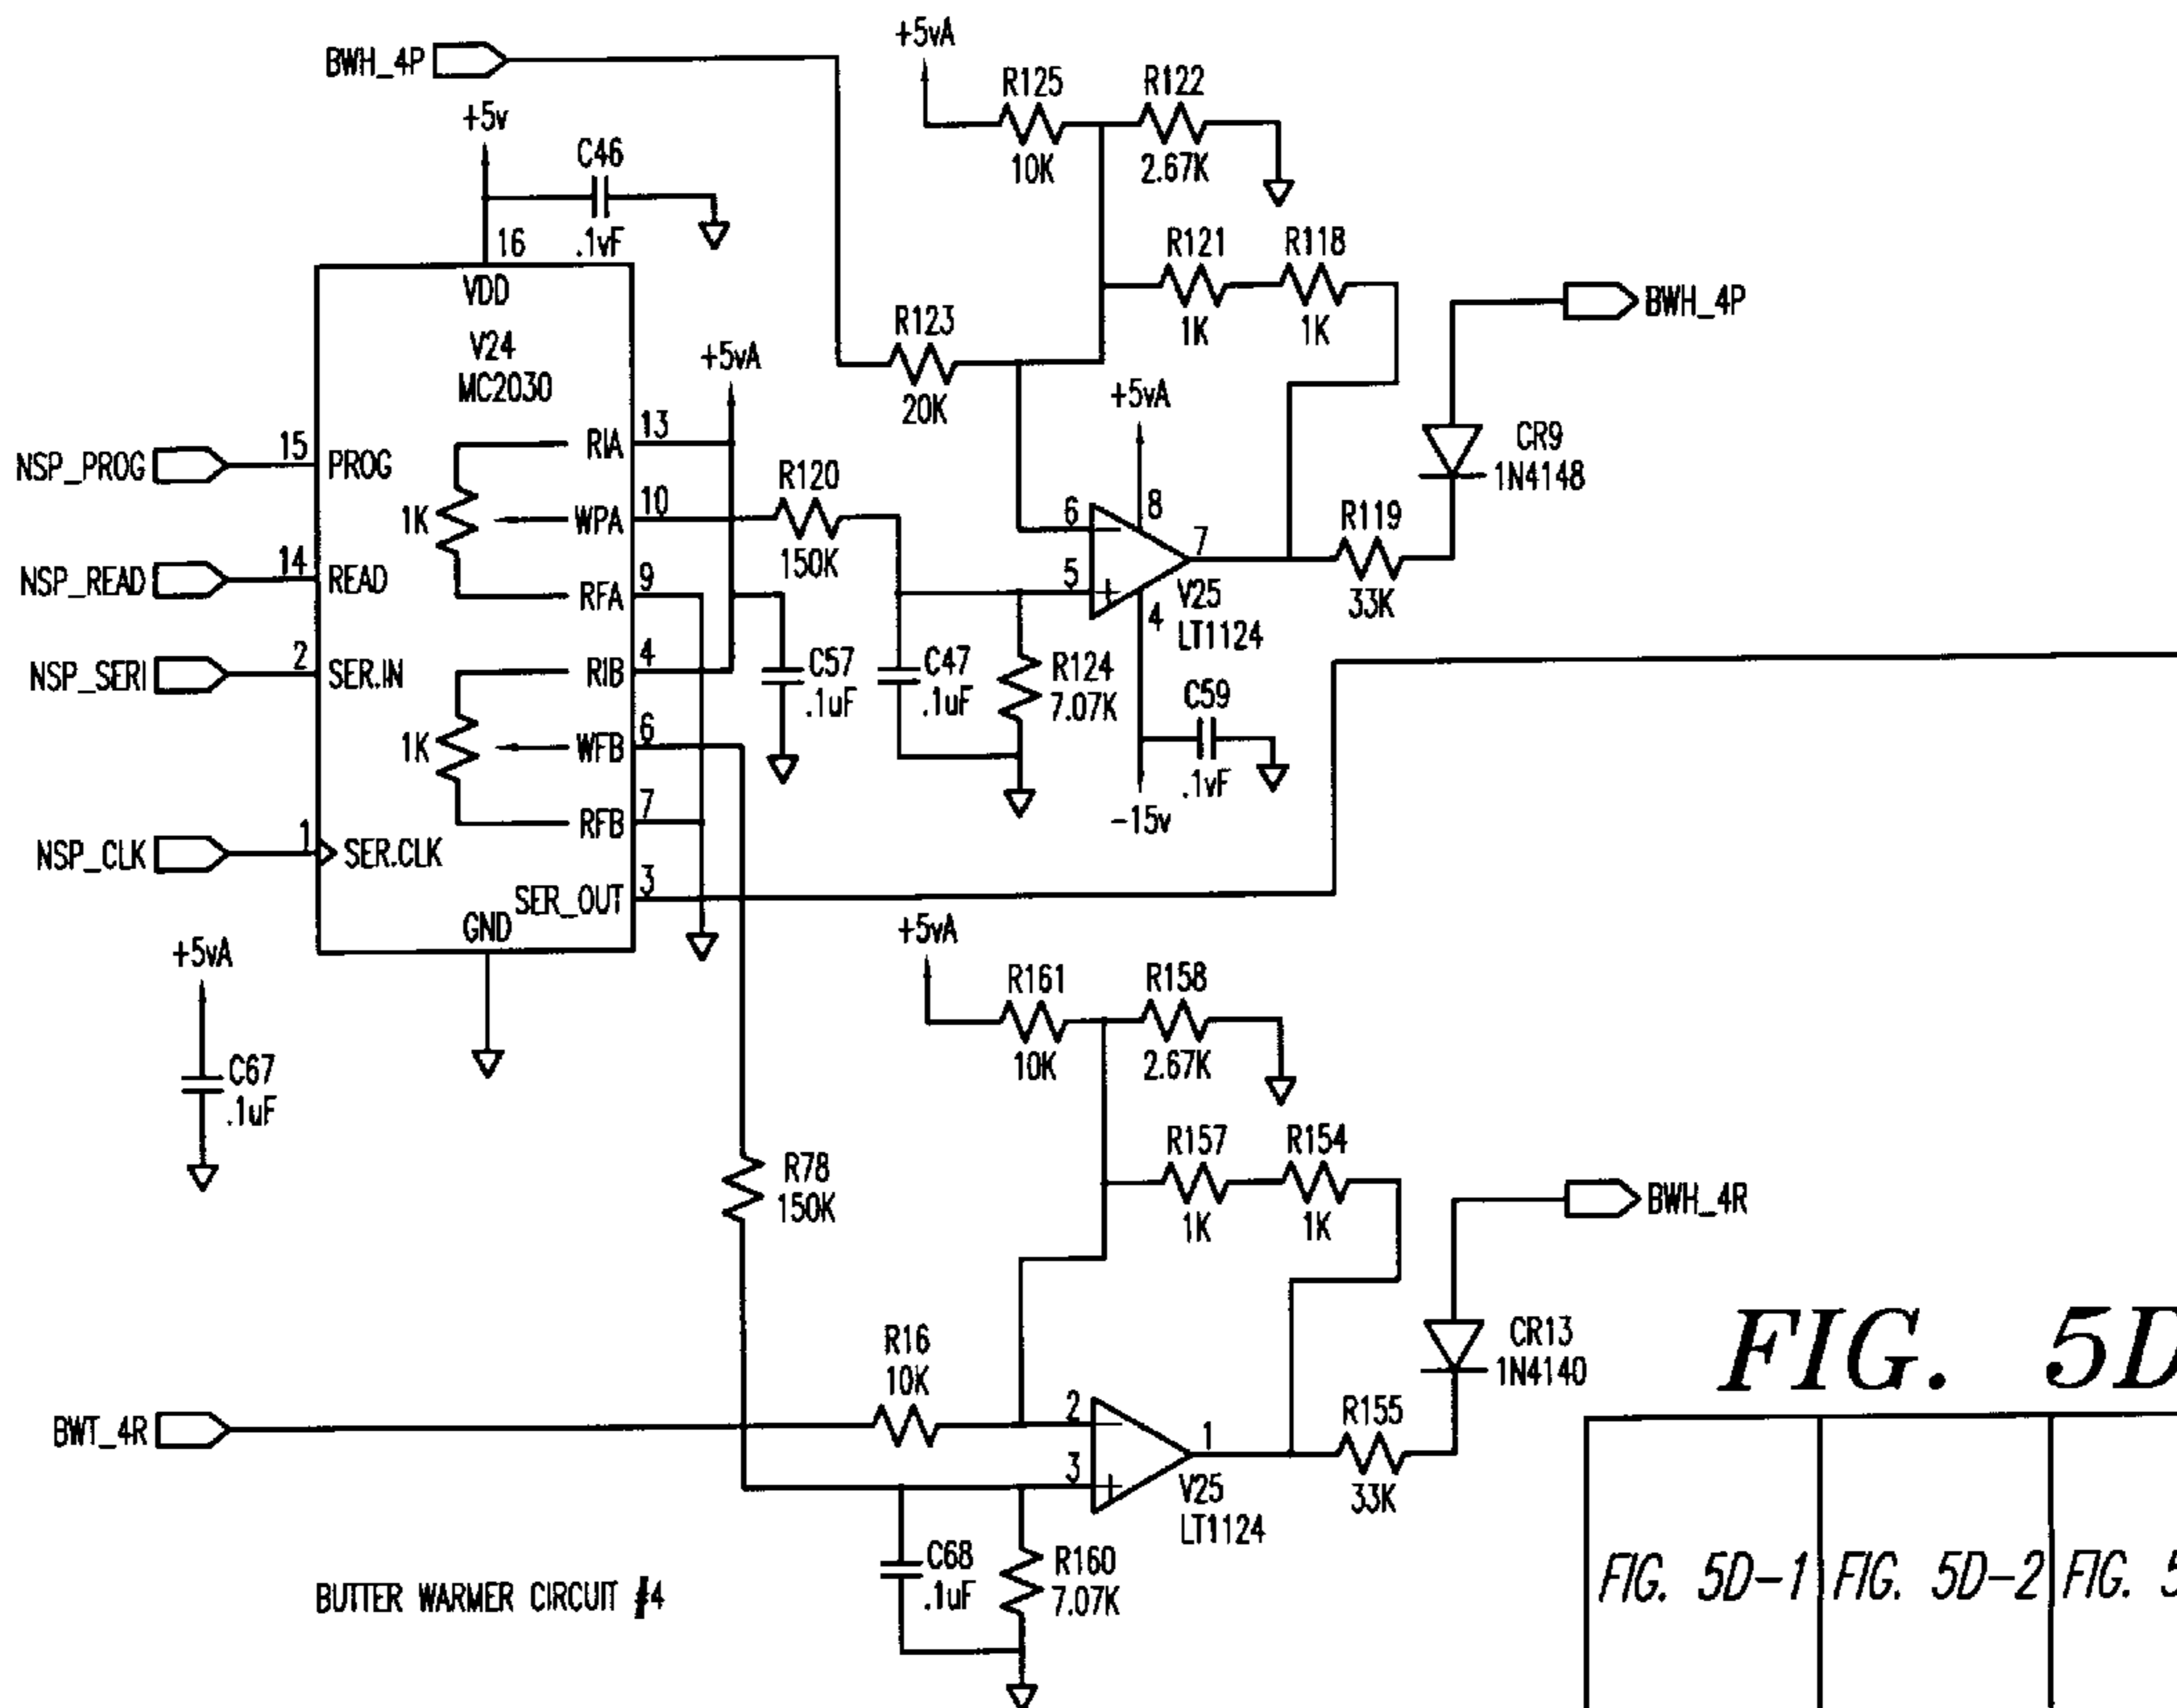 BWH_4P
+5v
C46
.1vF
16
VDD
V24
MC2030
NSP_PROG
15
PROG
NSP_READ
14
READ
NSP_SERI
2
SER.IN
NSP_CLK
1
SER.CLK
1K
1K
RIA
13
WPA
10
RFA
9
RIB
4
WFB
6
RFB
7
SER_OUT
3
GND
+5vA
C67
.1uF
+5vA
R120
150K
C57
.1uF
C47
.1uF
R124
7.07K
+5vA
R125
10K
R122
2.67K
R121
1K
R118
1K
R123
20K
+5vA
6
5
8
7
4
V25
LT1124
C59
.1vF
-15v
R119
33K
CR9
1N4148
BWH_4P
+5vA
R161
10K
R158
2.67K
R157
1K
R154
1K
R78
150K
BWT_4R
R16
10K
2
3
1
V25
LT1124
C68
.1uF
R160
7.07K
R155
33K
CR13
1N4140
BWH_4R
BUTTER WARMER CIRCUIT #4
FIG. 5D
FIG. 5D-1
FIG. 5D-2
FIG. 5